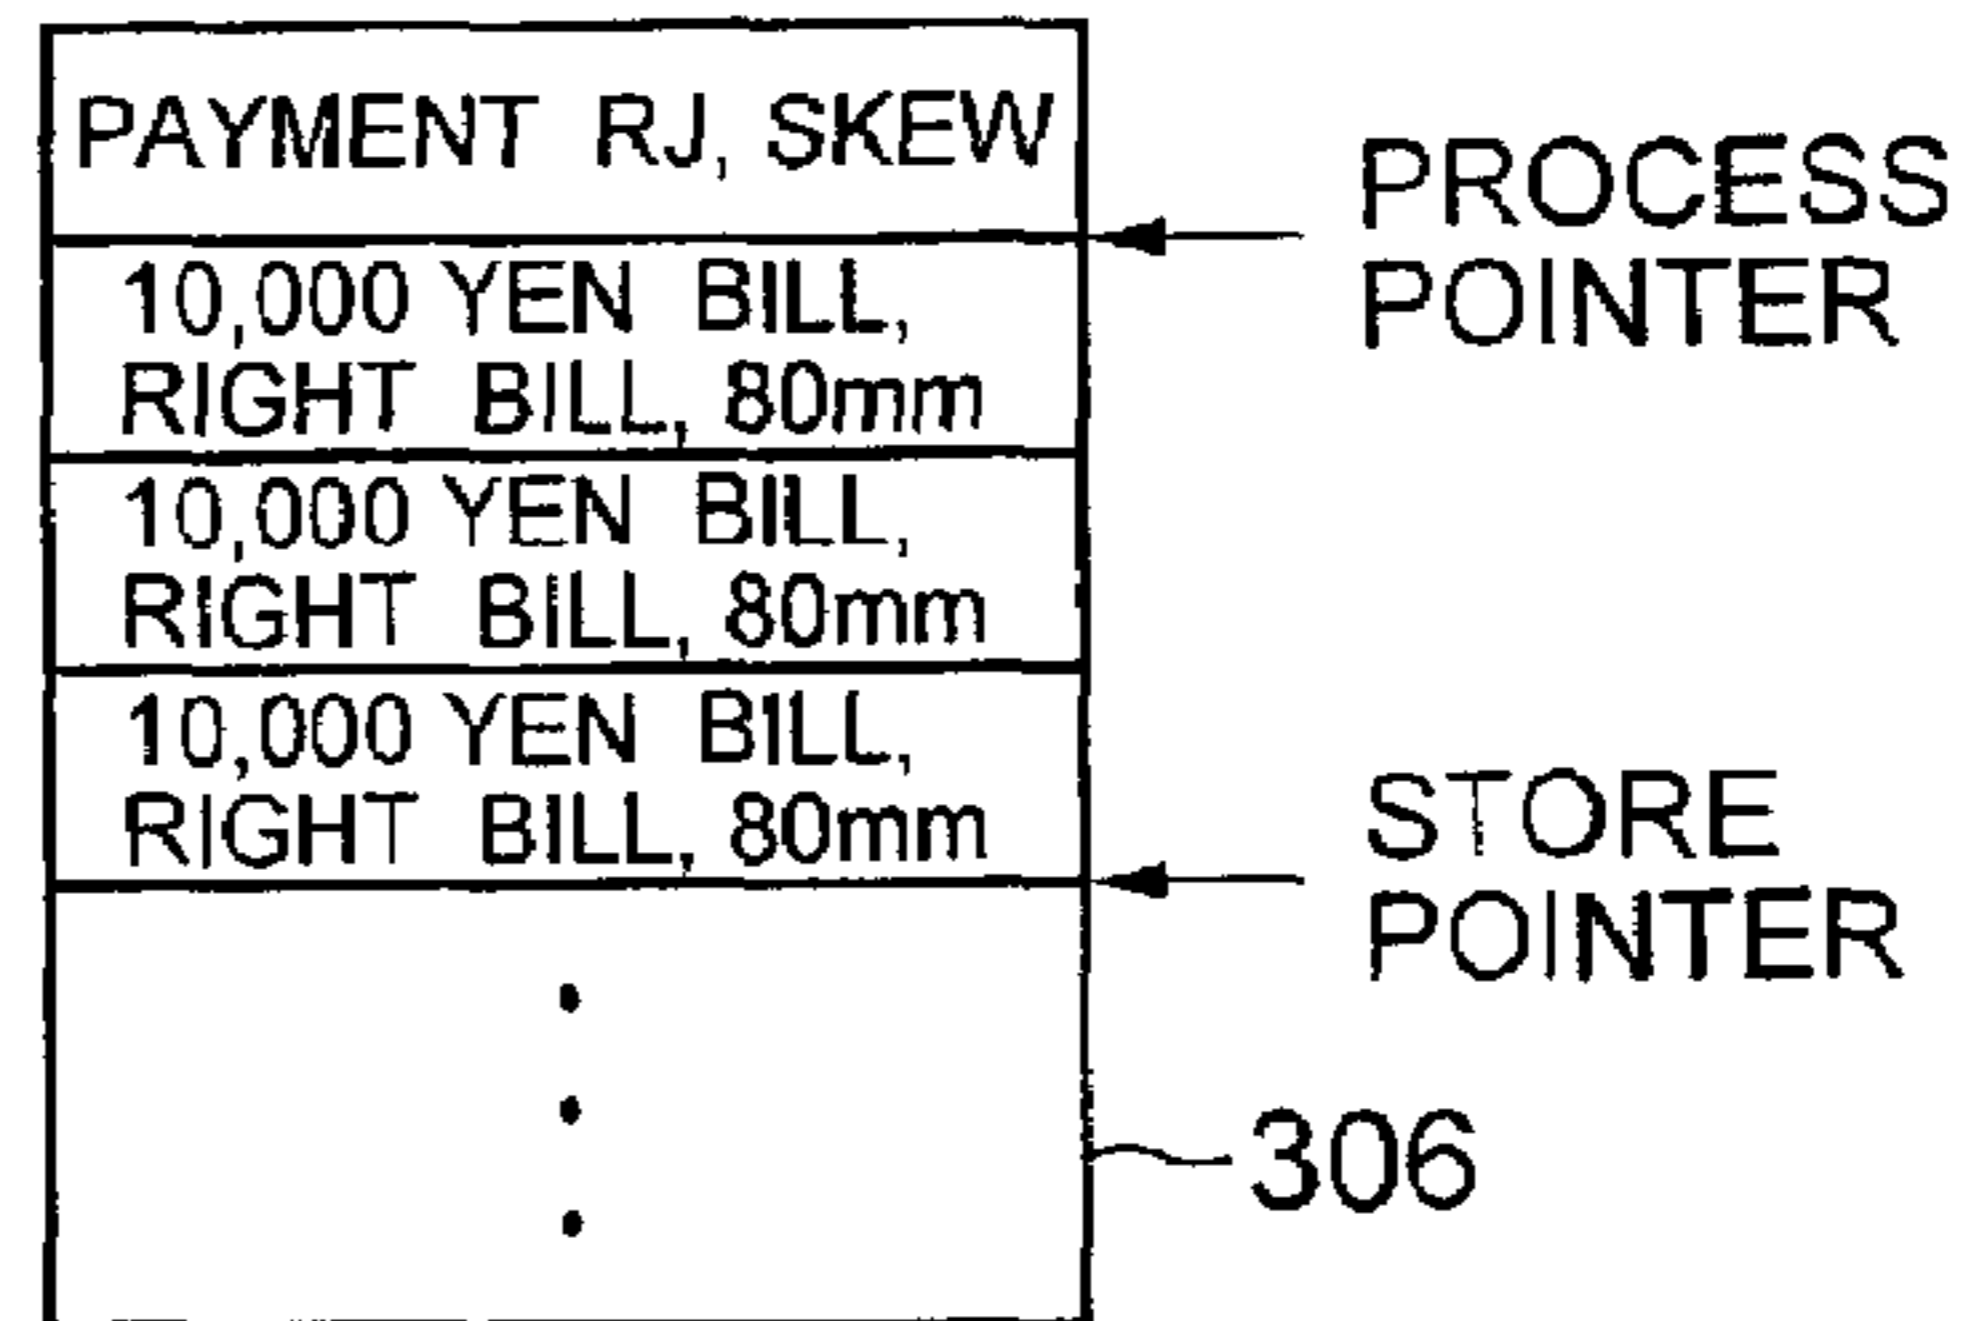 PAYMENT RJ, SKEW
PROCESS
POINTER
10,000 YEN BILL,
RIGHT BILL, 80mm
10,000 YEN BILL,
RIGHT BILL, 80mm
10,000 YEN BILL,
RIGHT BILL, 80mm
STORE
POINTER
306